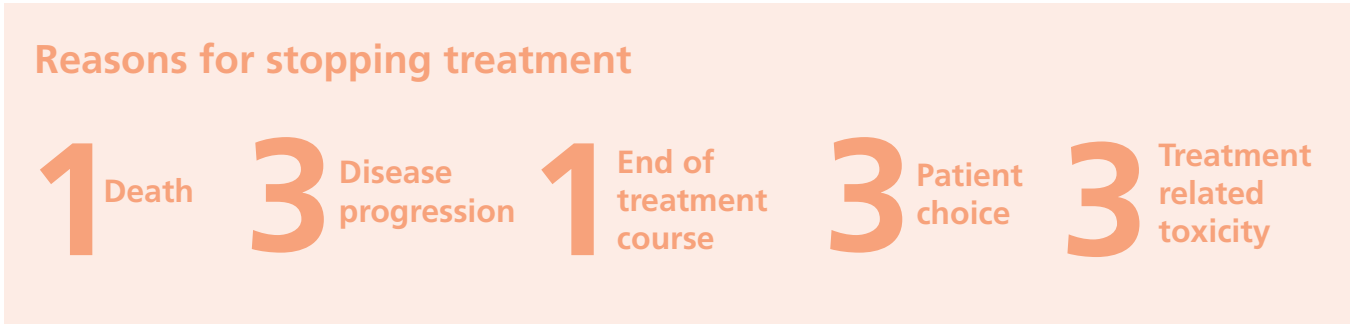 Reasons for stopping treatment
1 Death
3 Disease
progression
1 End of
treatment
course
3 Patient
choice
3 Treatment
related
toxicity